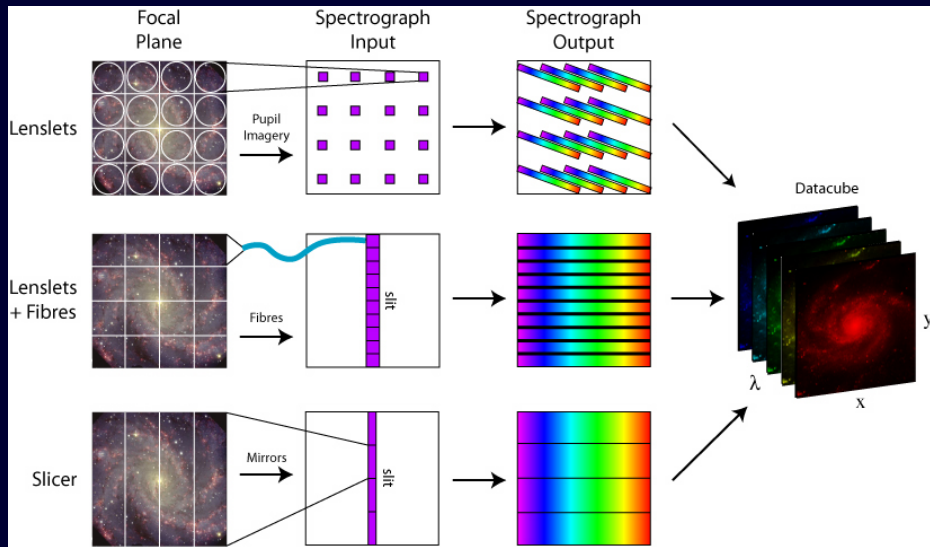 Focal
Plane
Spectrograph
Input
Spectrograph
Output
Lenslets
Pupil
Imagery
Datacube
Lenslets
+ Fibres
Fibres
slit
y
λ
x
Slicer
Mirrors
slit